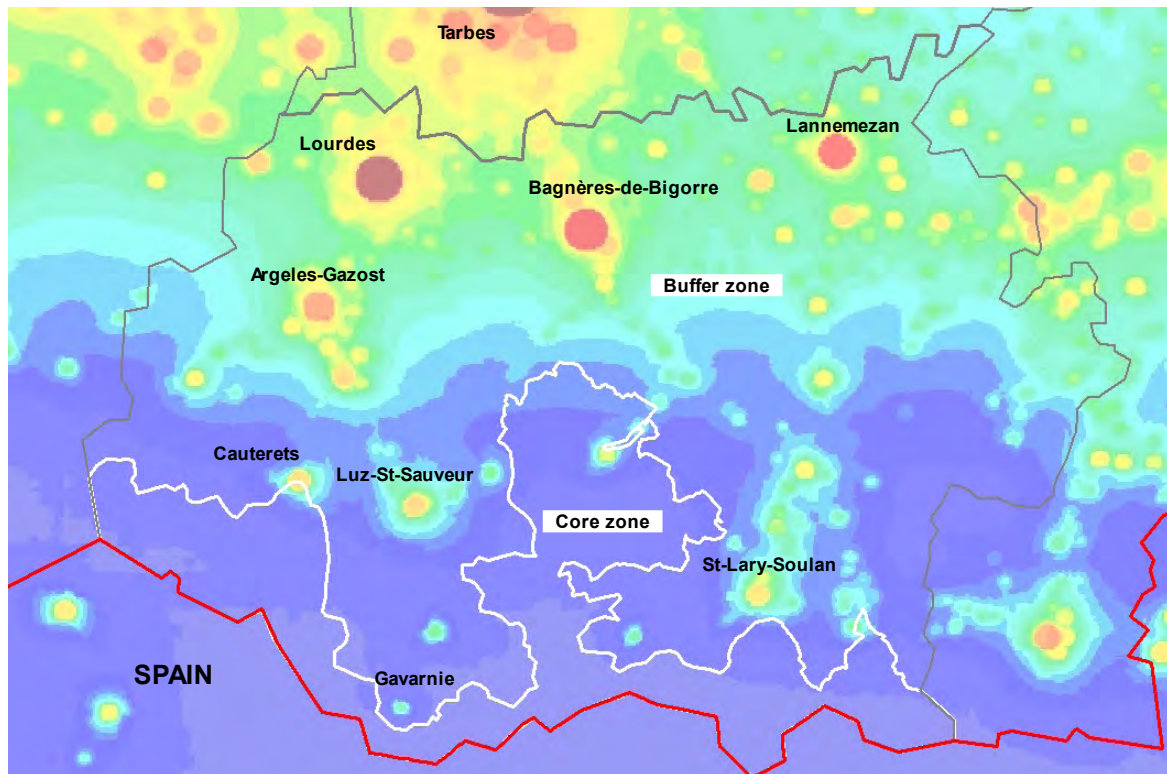 Tarbes
Lannemezan
Lourdes
Bagnères-de-Bigorre
Argeles-Gazost
Buffer zone
Cauterets
Luz-St-Sauveur
Core zone
St-Lary-Soulan
SPAIN
Gavarnie